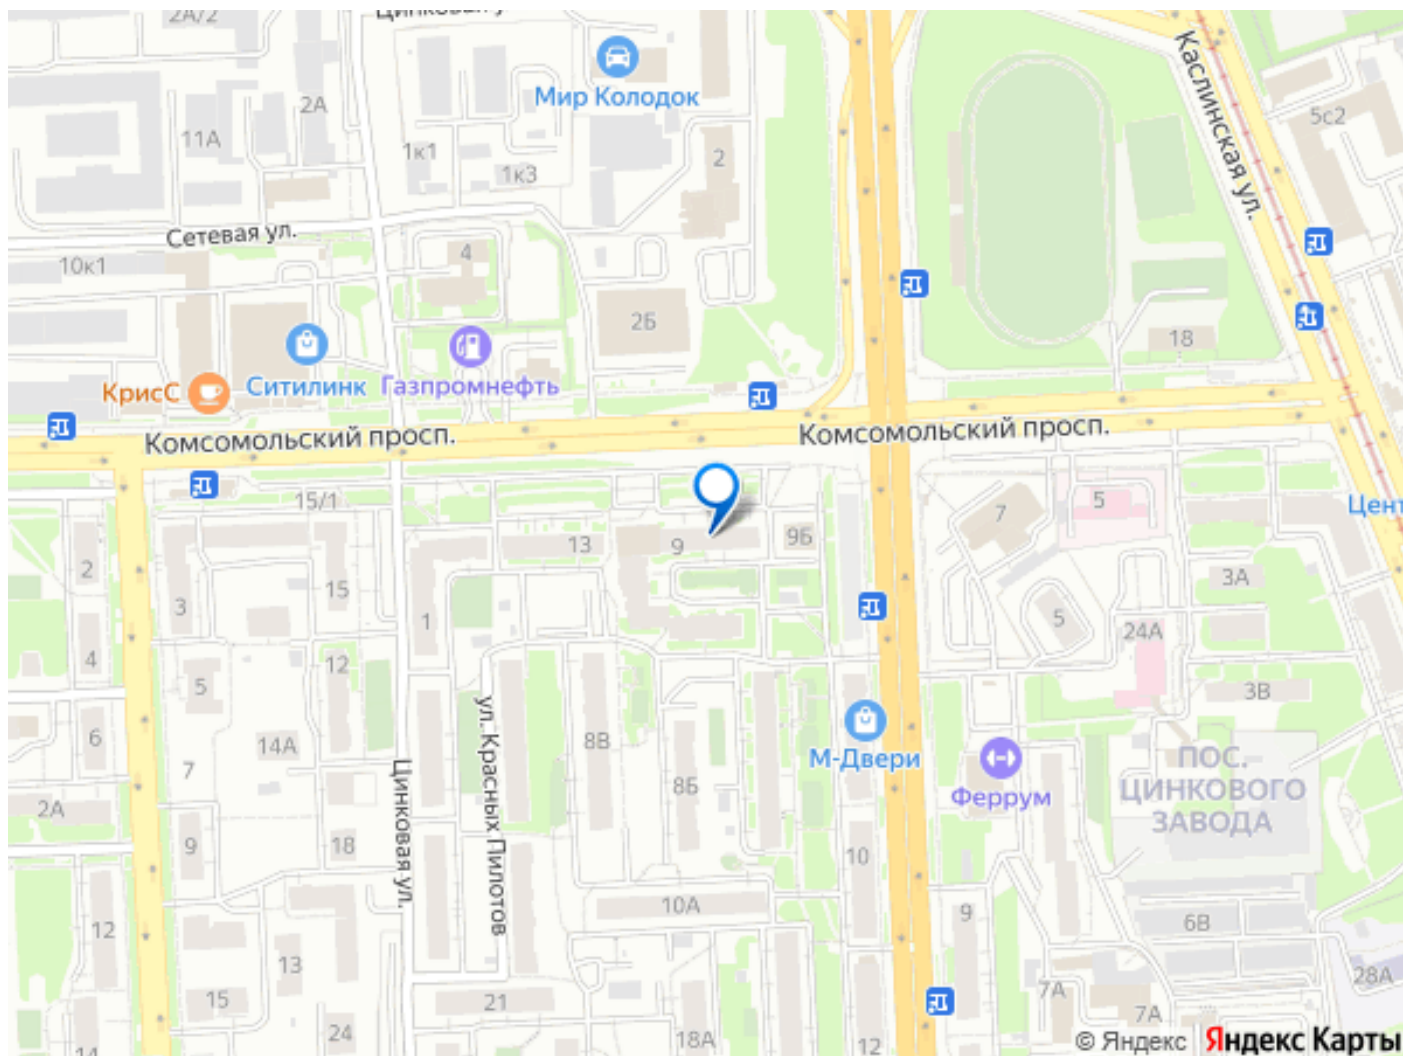 2А/2
Цинковая у
Мир Колодок
Каслинская ул.
2А
11А
1к1
1к3
2
5с2
Сетевая ул.
10к1
4
2Б
18
КрисС
Ситилинк
Газпромнефть
Комсомольский просп.
Комсомольский просп.
15/1
13
9
9Б
7
5
Цент
2
3
15
1
3А
5
24А
4
5
12
3В
6
14А
7
ул. Красных Пилотов
8В
8Б
М-Двери
Феррум
ПОС.
ЦИНКОВОГО
ЗАВОДА
2А
9
18
Цинковая ул.
10
10А
9
6В
12
13
15
24
21
18А
12
7А
7А
28А
14
© Яндекс Яндекс Карты